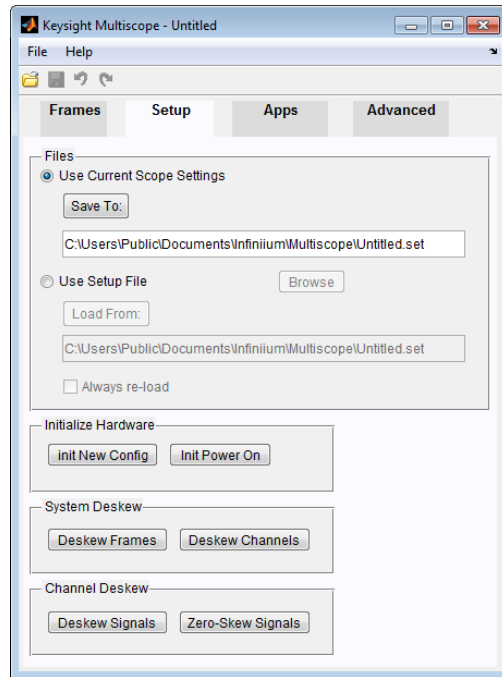 Keysight Multiscope - Untitled
File Help
Frames Setup Apps Advanced
Files
Use Current Scope Settings
Save To:
C:\Users\Public\Documents\Infiniium\Multiscope\Untitled.set
Use Setup File Browse
Load From:
C:\Users\Public\Documents\Infiniium\Multiscope\Untitled.set
Always re-load
Initialize Hardware
init New Config Init Power On
System Deskew
Deskew Frames Deskew Channels
Channel Deskew
Deskew Signals Zero-Skew Signals